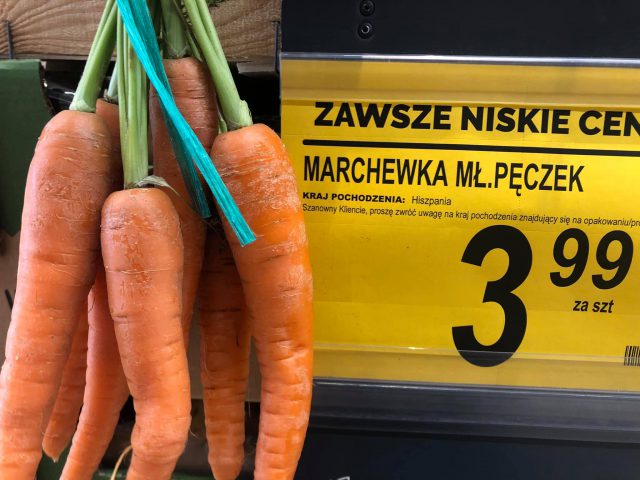 ZAWSZE NISKIE CEN
MARCHEWKA MŁ.PĘCZEK
KRAJ POCHODZENIA: Hiszpania
Szanowny Kliencie, proszę zwróć uwagę na kraj pochodzenia znajdujący się na opakowaniu/pro
3 99
za szt